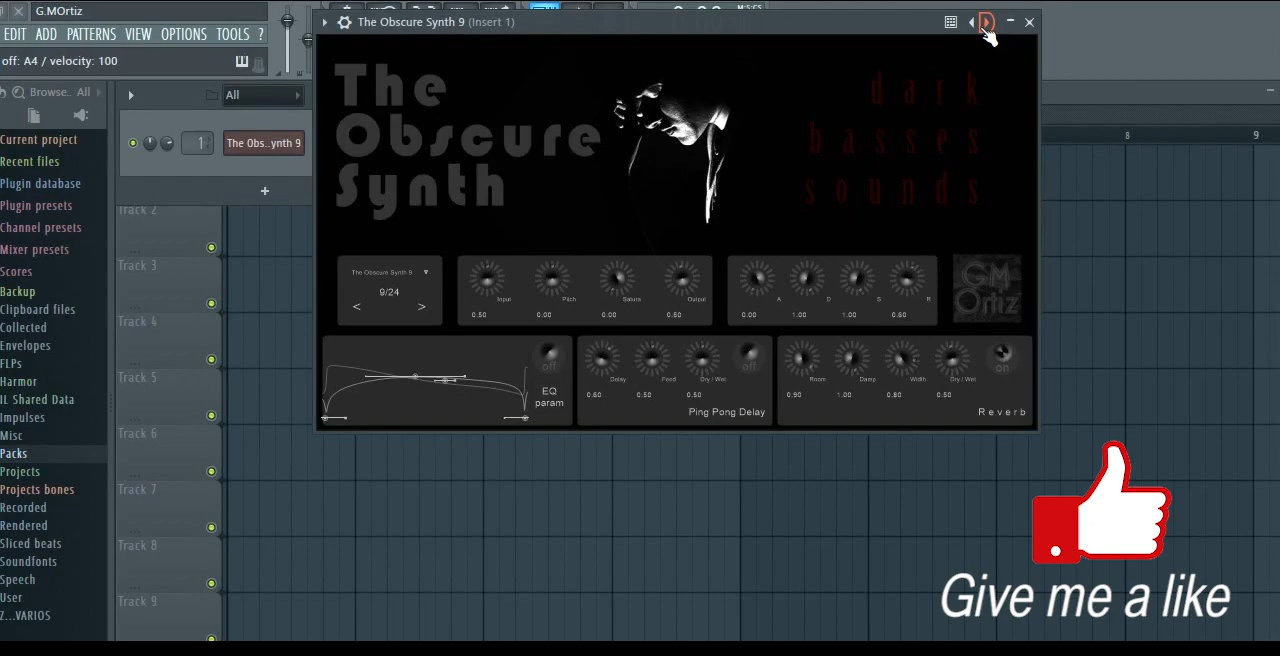 G.MOrtiz
EDIT ADD PATTERNS VIEW OPTIONS TOOLS ?
off: A4 / velocity: 100
Browse.. All
Current project
Recent files
Plugin database
Plugin presets
Channel presets
Mixer presets
Scores
Backup
Clipboard files
Collected
Envelopes
FLPs
Harmor
IL Shared Data
Impulses
Misc
Packs
Projects
Projects bones
Recorded
Rendered
Sliced beats
Soundfonts
Speech
User
Z...VARIOS
All
1
The Obs..ynth 9
+
Track 2
Track 3
Track 4
Track 5
Track 6
Track 7
Track 8
Track 9
The Obscure Synth 9 (Insert 1)
The
Obscure
Synth
dark
basses
sounds
The Obscure Synth 9
9/24
< >
Input Pitch Satura Output
0.50 0.00 0.00 0.50
A D S R
0.00 1.00 1.00 0.60
GM
Ortiz
off
EQ
param
Delay Feed Dry / Wet off
0.60 0.50 0.50
Ping Pong Delay
Room Damp Width Dry / Wet on
0.90 1.00 0.80 0.50
Reverb
8 9
Give me a like